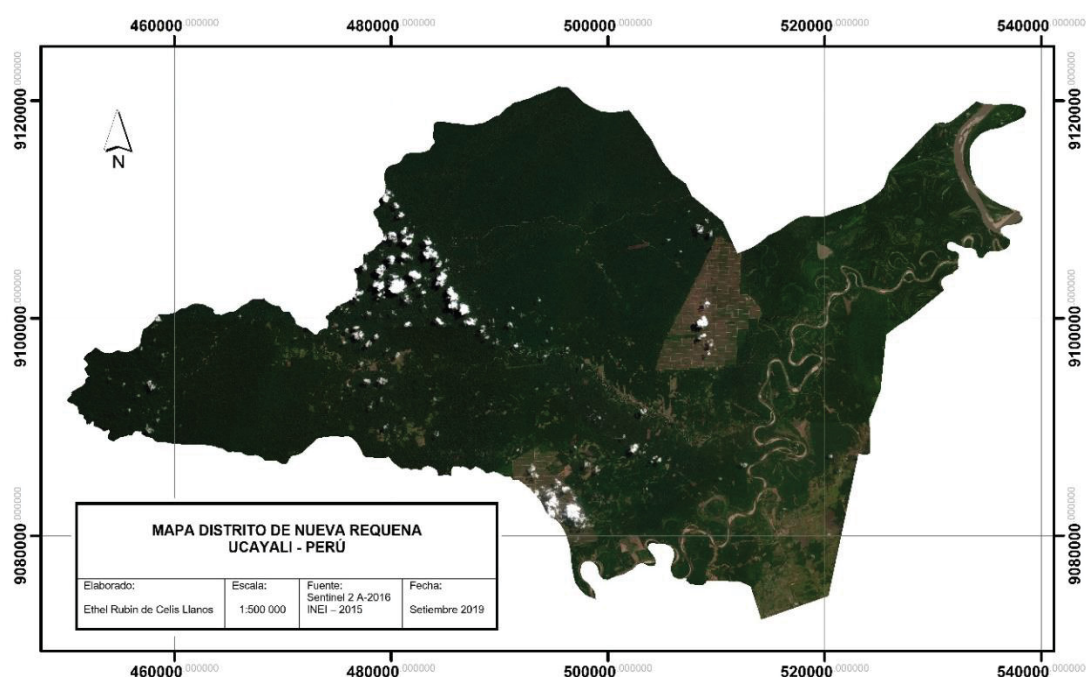 460000.000000 480000.000000 500000.000000 520000.000000 540000.000000
9120000.000000 9120000.000000
N
9100000.000000 9100000.000000
9080000.000000 9080000.000000
MAPA DISTRITO DE NUEVA REQUENA
UCAYALI - PERÚ
Elaborado:
Ethel Rubin de Celis Llanos
Escala:
1:500 000
Fuente:
Sentinel 2 A-2016
INEI – 2015
Fecha:
Setiembre 2019
460000.000000 480000.000000 500000.000000 520000.000000 540000.000000